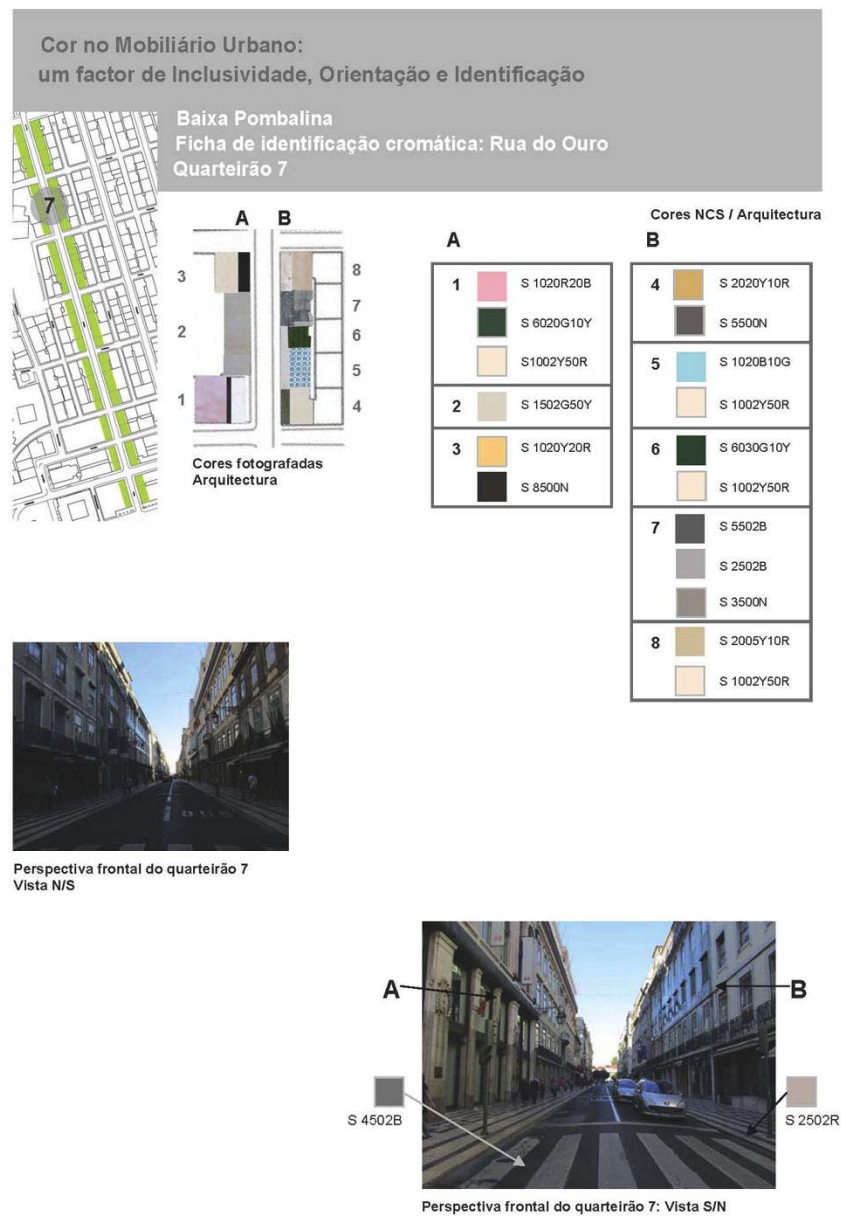 Cor no Mobiliário Urbano:
um factor de Inclusividade, Orientação e Identificação
Baixa Pombalina
Ficha de identificação cromática: Rua do Ouro
Quarteirão 7
7
A B
3
2
1
8
7
6
5
4
Cores fotografadas
Arquitectura
Cores NCS / Arquitectura
A
1 S 1020R20B
S 6020G10Y
S1002Y50R
2 S 1502G50Y
3 S 1020Y20R
S 8500N
B
4 S 2020Y10R
S 5500N
5 S 1020B10G
S 1002Y50R
6 S 6030G10Y
S 1002Y50R
7 S 5502B
S 2502B
S 3500N
8 S 2005Y10R
S 1002Y50R
BUS
Perspectiva frontal do quarteirão 7
Vista N/S
A
B
S 4502B
S 2502R
Perspectiva frontal do quarteirão 7: Vista S/N